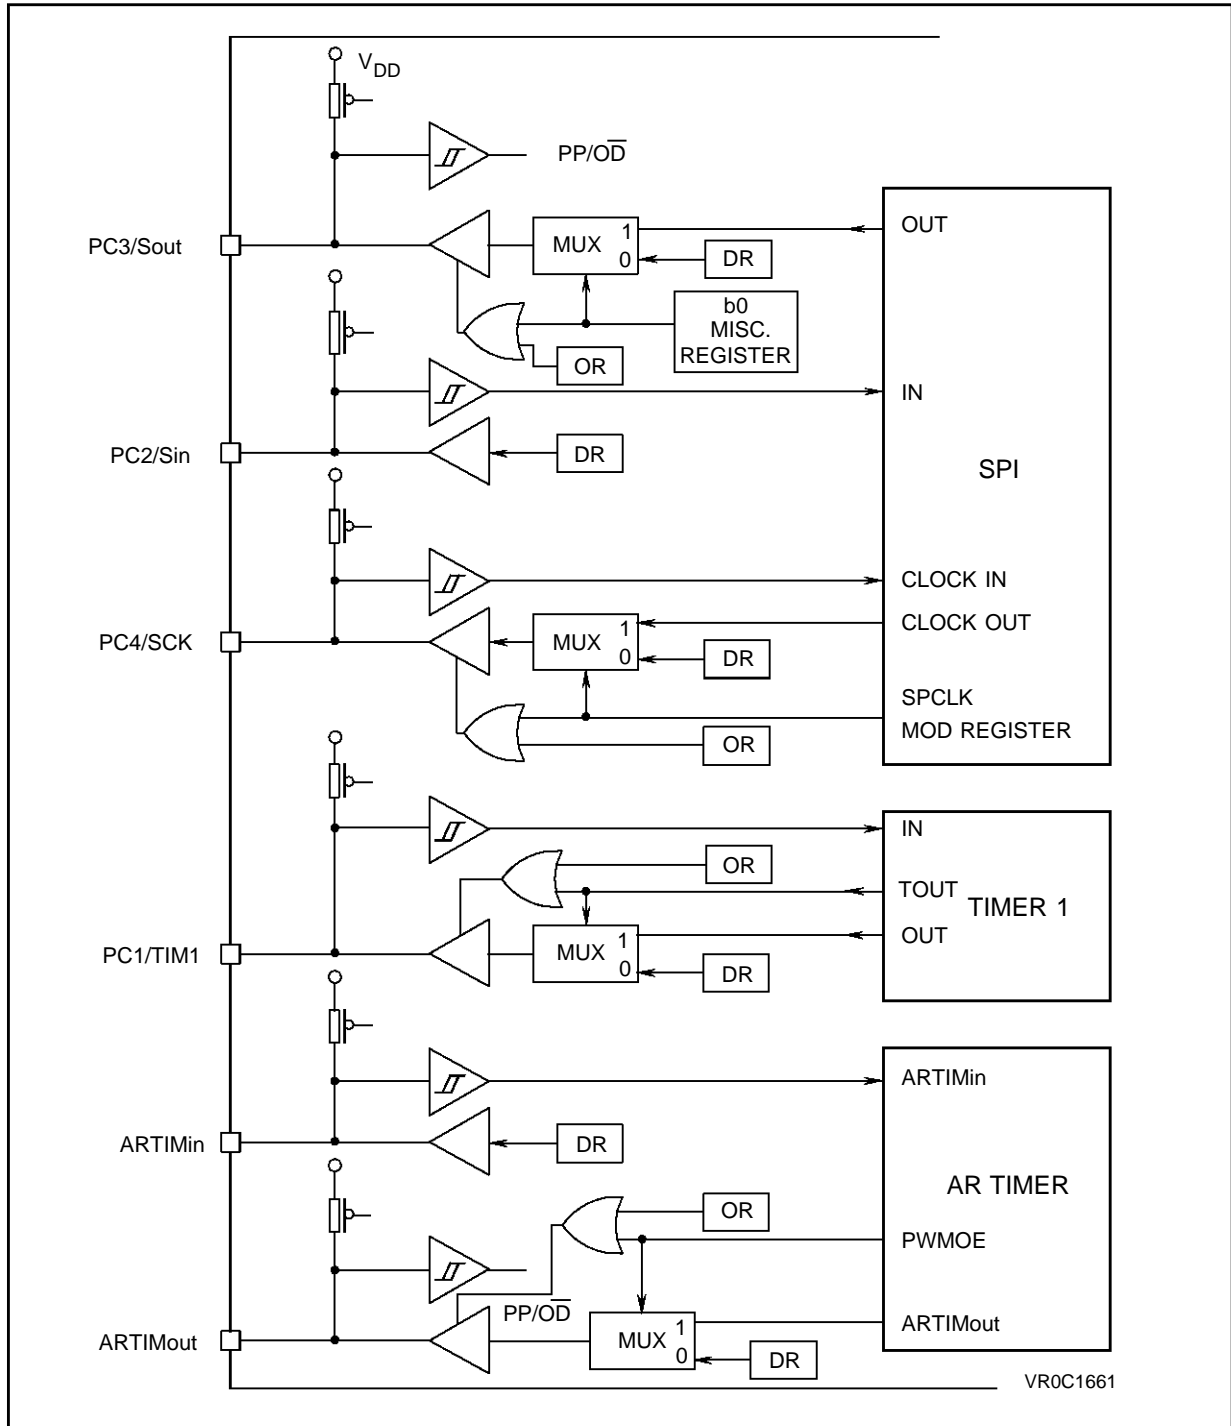 VDD
PP/OD
PC3/Sout
MUX
1
0
DR
OUT
b0
MISC.
REGISTER
OR
IN
PC2/Sin
DR
SPI
CLOCK IN
PC4/SCK
MUX
1
0
DR
CLOCK OUT
SPCLK
MOD REGISTER
OR
IN
OR
TOUT
TIMER 1
PC1/TIM1
MUX
1
0
DR
OUT
ARTIMin
ARTIMin
DR
AR TIMER
OR
PWMOE
PP/OD
ARTIMout
MUX
1
0
DR
ARTIMout
VR0C1661